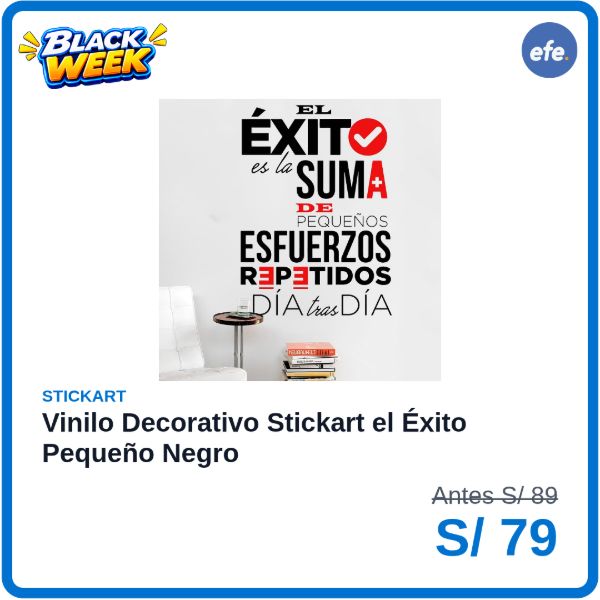 BLACK
WEEK
efe.
EL
ÉXITO
es la
SUMA
DE
PEQUEÑOS
ESFUERZOS
REPETIDOS
DÍA tras DÍA
STICKART
Vinilo Decorativo Stickart el Éxito
Pequeño Negro
Antes S/ 89
S/ 79